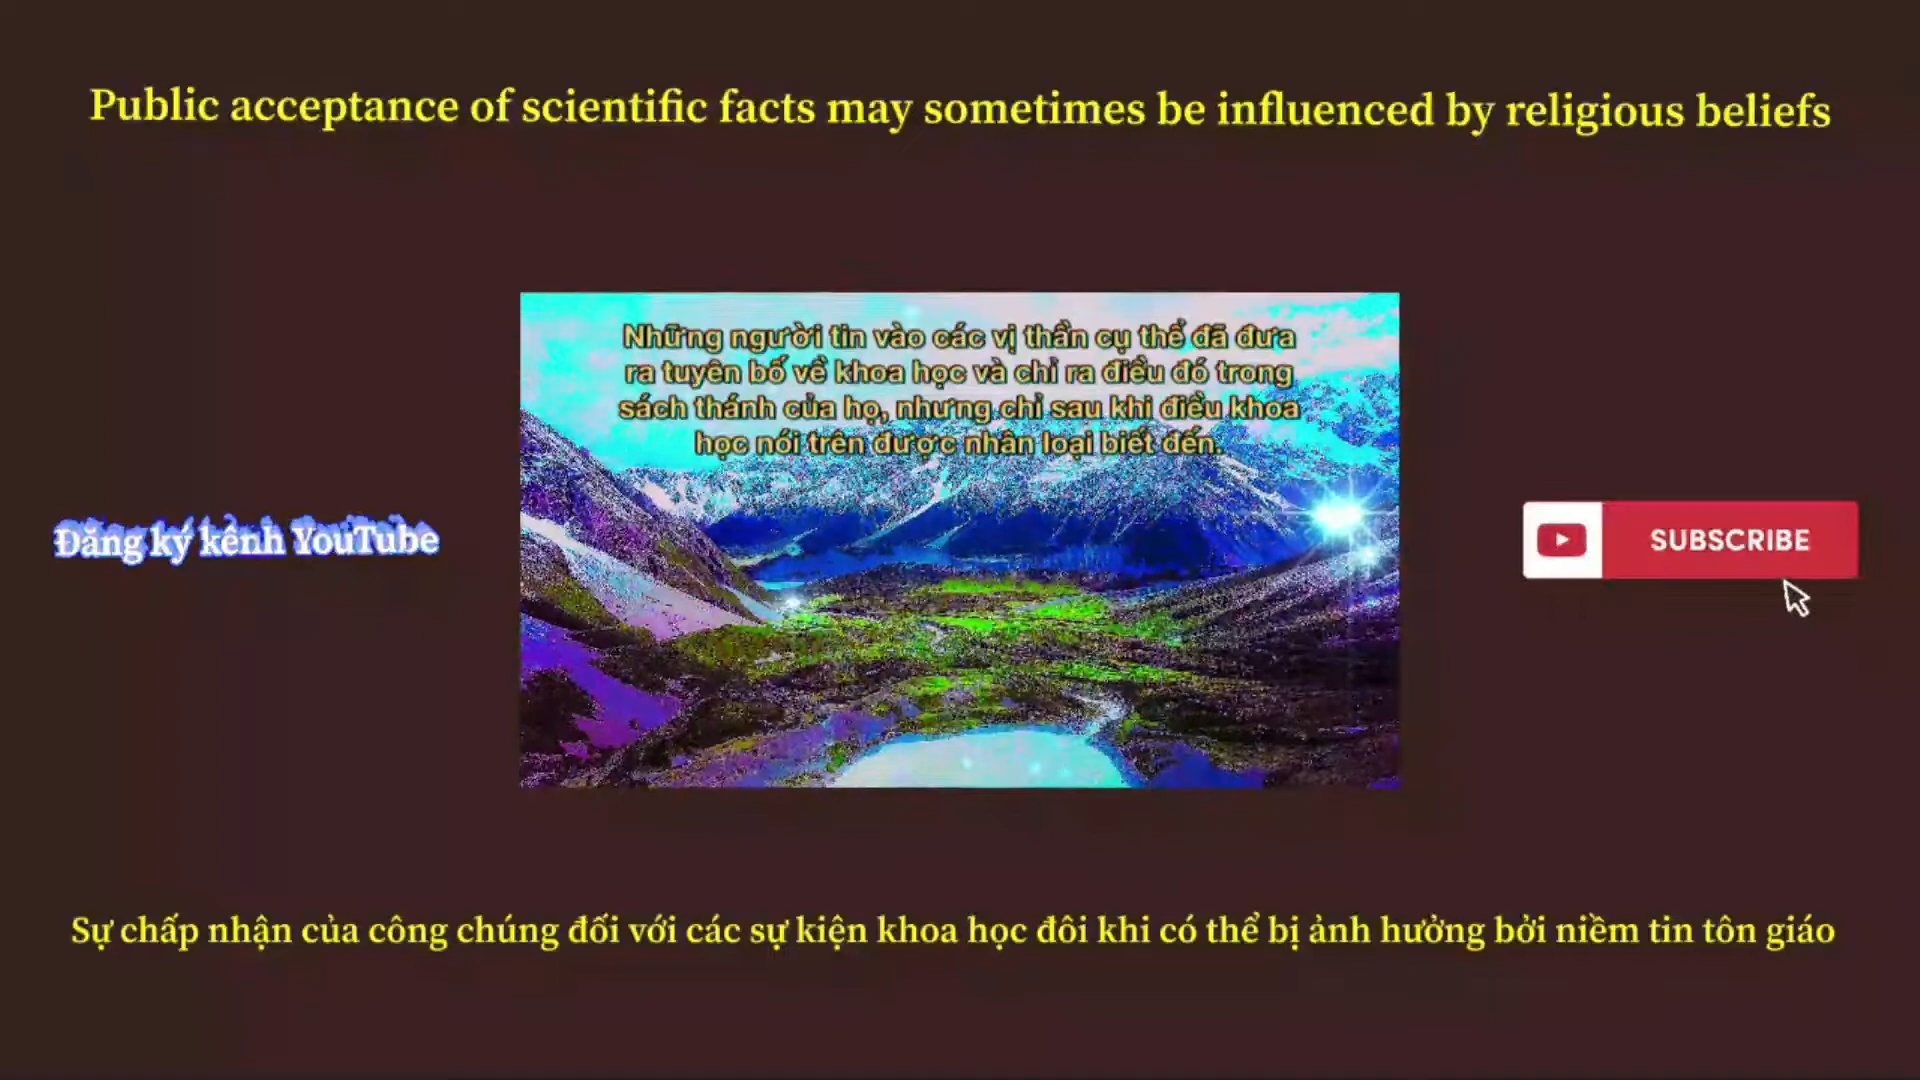 Public acceptance of scientific facts may sometimes be influenced by religious beliefs
Những người tin vào các vị thần cụ thể đã đưa
ra tuyên bố về khoa học và chỉ ra điều đó trong
sách thánh của họ, nhưng chỉ sau khi điều khoa
học nói trên được nhân loại biết đến.
Đăng ký kênh YouTube
SUBSCRIBE
Sự chấp nhận của công chúng đối với các sự kiện khoa học đôi khi có thể bị ảnh hưởng bởi niềm tin tôn giáo